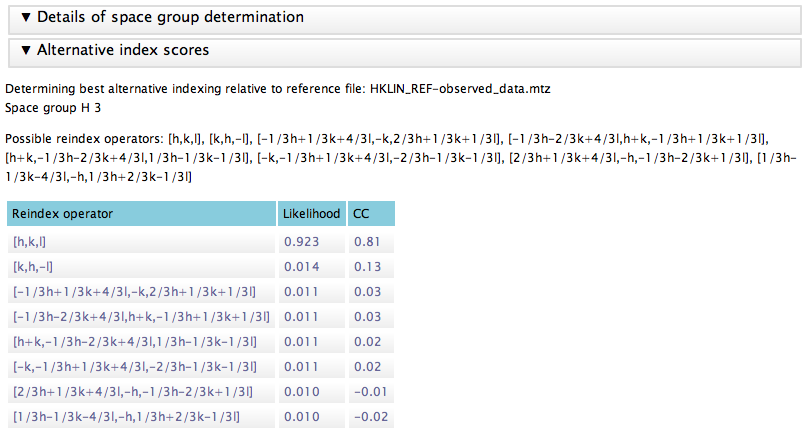 ▼ Details of space group determination
▼ Alternative index scores
Determining best alternative indexing relative to reference file: HKLIN_REF-observed_data.mtz
Space group H 3
Possible reindex operators: [h,k,l], [k,h,-l], [-1/3h+1/3k+4/3l,-k,2/3h+1/3k+1/3l], [-1/3h-2/3k+4/3l,h+k,-1/3h+1/3k+1/3l],
[h+k,-1/3h-2/3k+4/3l,1/3h-1/3k-1/3l], [-k,-1/3h+1/3k+4/3l,-2/3h-1/3k-1/3l], [2/3h+1/3k+4/3l,-h,-1/3h-2/3k+1/3l], [1/3h-
1/3k-4/3l,-h,1/3h+2/3k-1/3l]
Reindex operator Likelihood CC
[h,k,l] 0.923 0.81
[k,h,-l] 0.014 0.13
[-1/3h+1/3k+4/3l,-k,2/3h+1/3k+1/3l] 0.011 0.03
[-1/3h-2/3k+4/3l,h+k,-1/3h+1/3k+1/3l] 0.011 0.03
[h+k,-1/3h-2/3k+4/3l,1/3h-1/3k-1/3l] 0.011 0.02
[-k,-1/3h+1/3k+4/3l,-2/3h-1/3k-1/3l] 0.011 0.02
[2/3h+1/3k+4/3l,-h,-1/3h-2/3k+1/3l] 0.010 -0.01
[1/3h-1/3k-4/3l,-h,1/3h+2/3k-1/3l] 0.010 -0.02